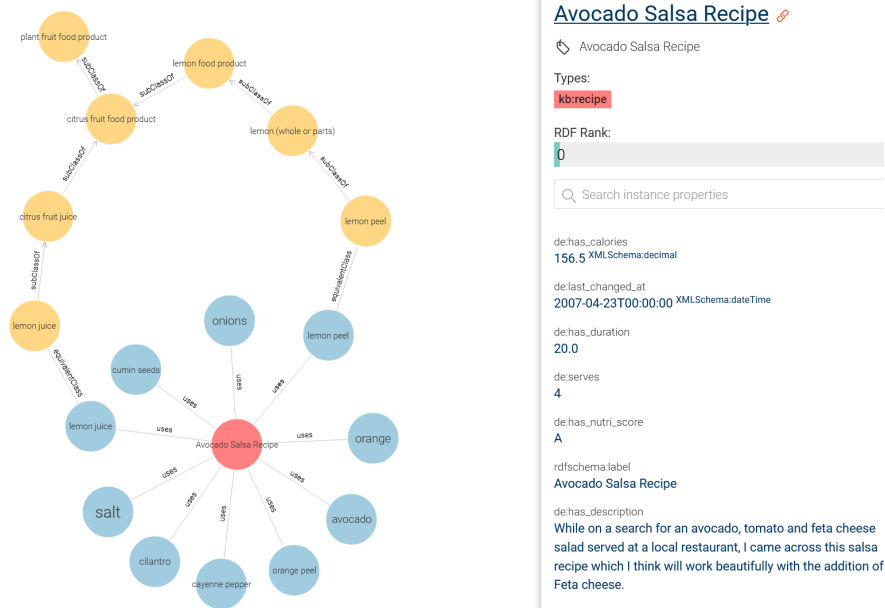 plant fruit food product
subClassOf
lemon food product
subClassOf
subClassOf
citrus fruit food product
lemon (whole or parts)
subClassOf
subClassOf
citrus fruit juice
lemon peel
subClassOf
equivalentClass
lemon juice
onions
lemon peel
equivalentClass
cumin seeds
uses
uses
uses
lemon juice
uses
Avocado Salsa Recipe
uses
orange
uses
uses
salt
uses
uses
uses
avocado
cilantro
cayenne pepper
orange peel
Avocado Salsa Recipe
Avocado Salsa Recipe
Types:
kb:recipe
RDF Rank:
0
Search instance properties
de:has_calories
156.5 XMLSchema:decimal
de:last_changed_at
2007-04-23T00:00:00 XMLSchema:dateTime
de:has_duration
20.0
de:serves
4
de:has_nutri_score
A
rdfschema:label
Avocado Salsa Recipe
de:has_description
While on a search for an avocado, tomato and feta cheese
salad served at a local restaurant, I came across this salsa
recipe which I think will work beautifully with the addition of
Feta cheese.